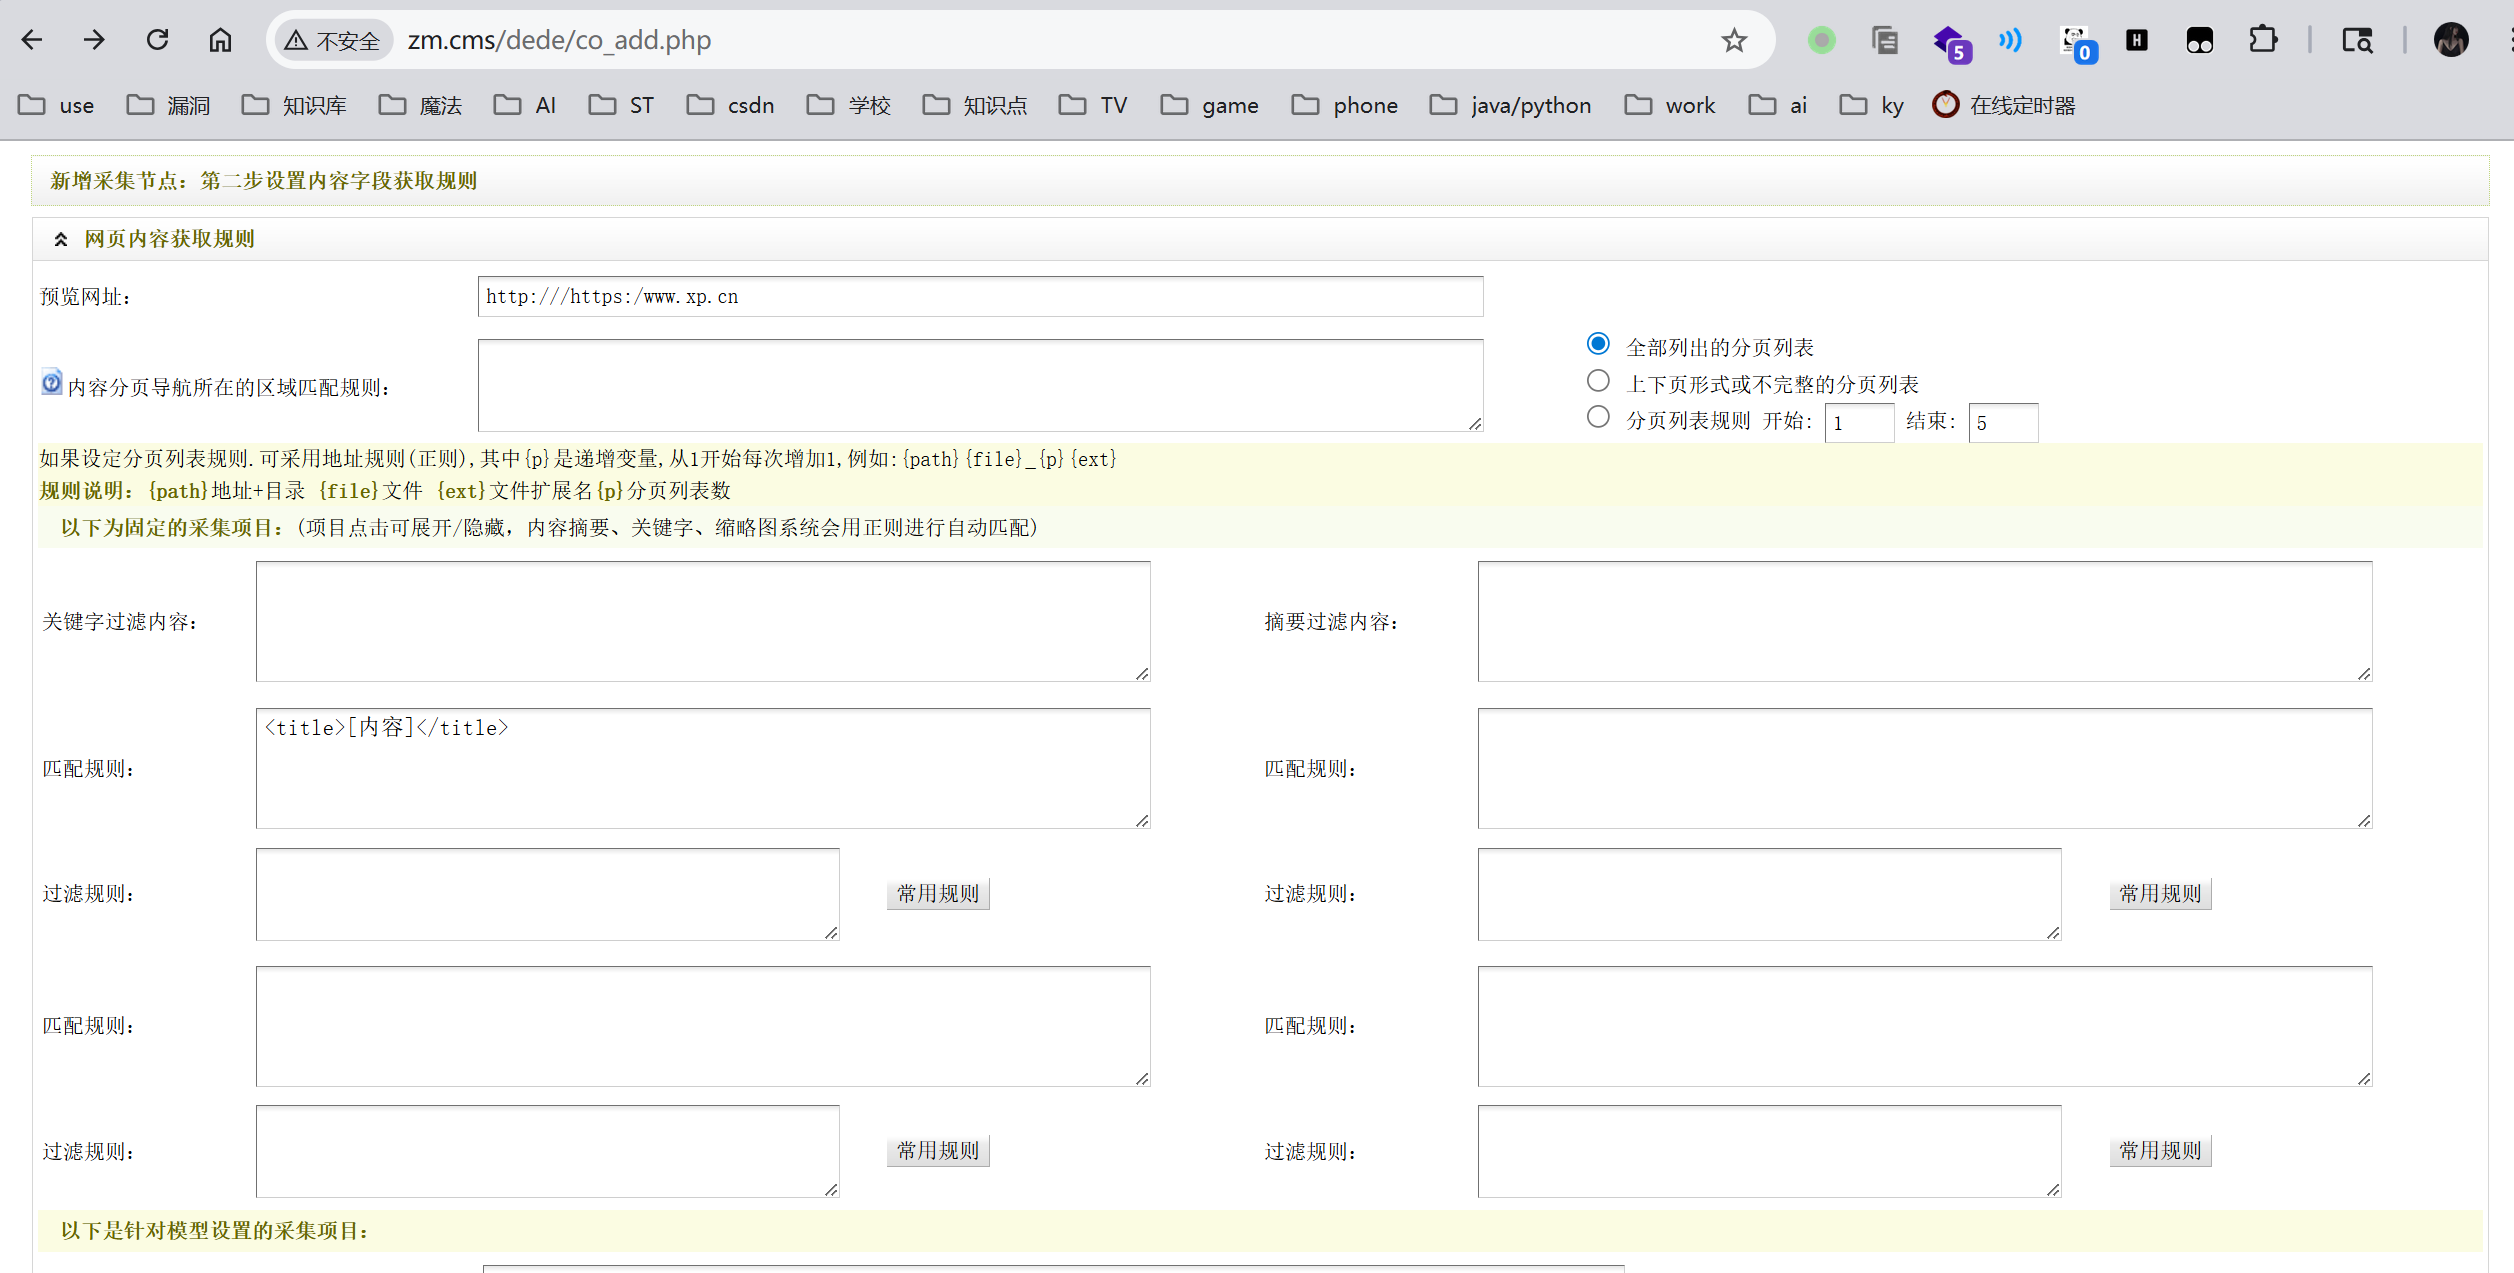 不安全 zm.cms/dede/co_add.php 5 0 H
use 漏洞 知识库 魔法 AI ST csdn 学校 知识点 TV game phone java/python work ai ky 在线定时器
新增采集节点：第二步设置内容字段获取规则
网页内容获取规则
预览网址： http:///https:/www.xp.cn
全部列出的分页列表
内容分页导航所在的区域匹配规则： 上下页形式或不完整的分页列表
分页列表规则 开始: 1 结束: 5
如果设定分页列表规则.可采用地址规则(正则),其中{p}是递增变量,从1开始每次增加1,例如:{path}{file}_{p}{ext}
规则说明：{path}地址+目录 {file}文件 {ext}文件扩展名{p}分页列表数
以下为固定的采集项目：(项目点击可展开/隐藏，内容摘要、关键字、缩略图系统会用正则进行自动匹配)
关键字过滤内容： 摘要过滤内容：
<title>[内容]</title>
匹配规则： 匹配规则：
过滤规则： 常用规则 过滤规则： 常用规则
匹配规则： 匹配规则：
过滤规则： 常用规则 过滤规则： 常用规则
以下是针对模型设置的采集项目：